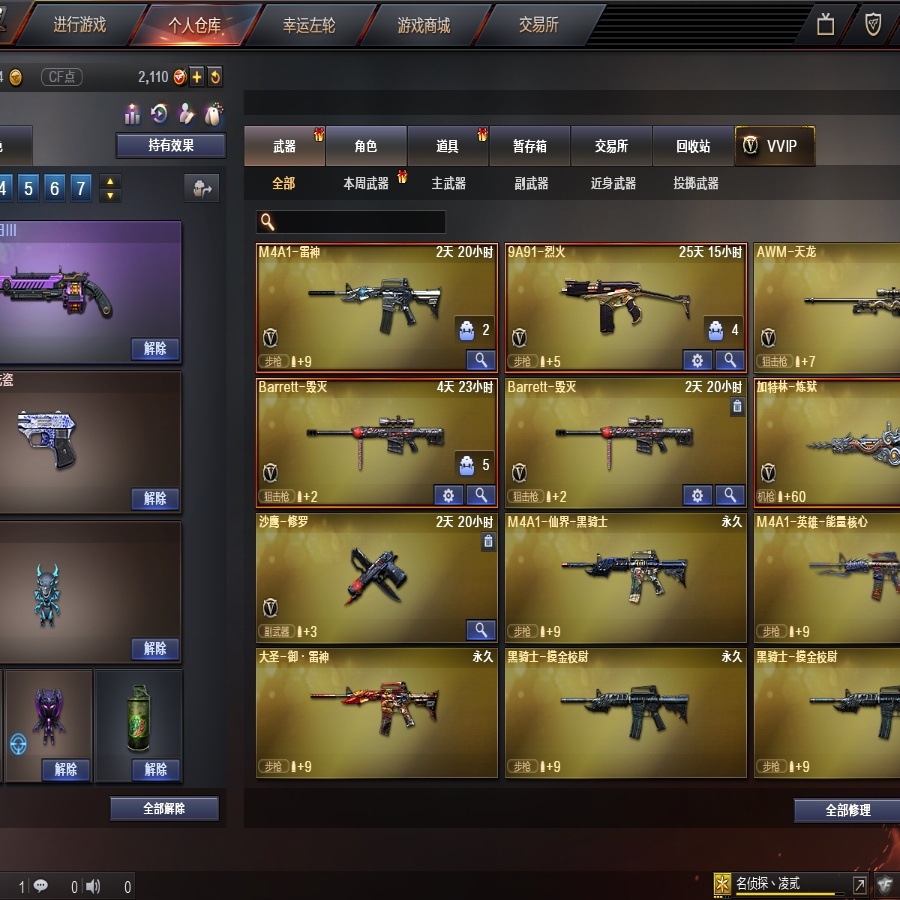 进行游戏 个人仓库 幸运左轮 游戏商城 交易所
4 CF点 2,110
持有效果
武器 角色 道具 暂存箱 交易所 回收站 VVIP
4 5 6 7
全部 本周武器 主武器 副武器 近身武器 投掷武器
III
解除
瓷
解除
解除
解除 解除
全部解除
M4A1-雷神 2天 20小时
2
步枪 +9
9A91-烈火 25天 15小时
4
步枪 +5
AWM-天龙
狙击枪 +7
Barrett-毁灭 4天 23小时
5
狙击枪 +2
Barrett-毁灭 2天 20小时
狙击枪 +2
加特林-炼狱
机枪 +60
沙鹰-修罗 2天 20小时
副武器 +3
M4A1-仙界-黑骑士 永久
步枪 +9
M4A1-英雄-能量核心
步枪 +9
大圣-御·雷神 永久
步枪 +9
黑骑士-摸金校尉 永久
步枪 +9
黑骑士-摸金校尉
步枪 +9
全部修理
1 0 0
名侦探丶凌贰